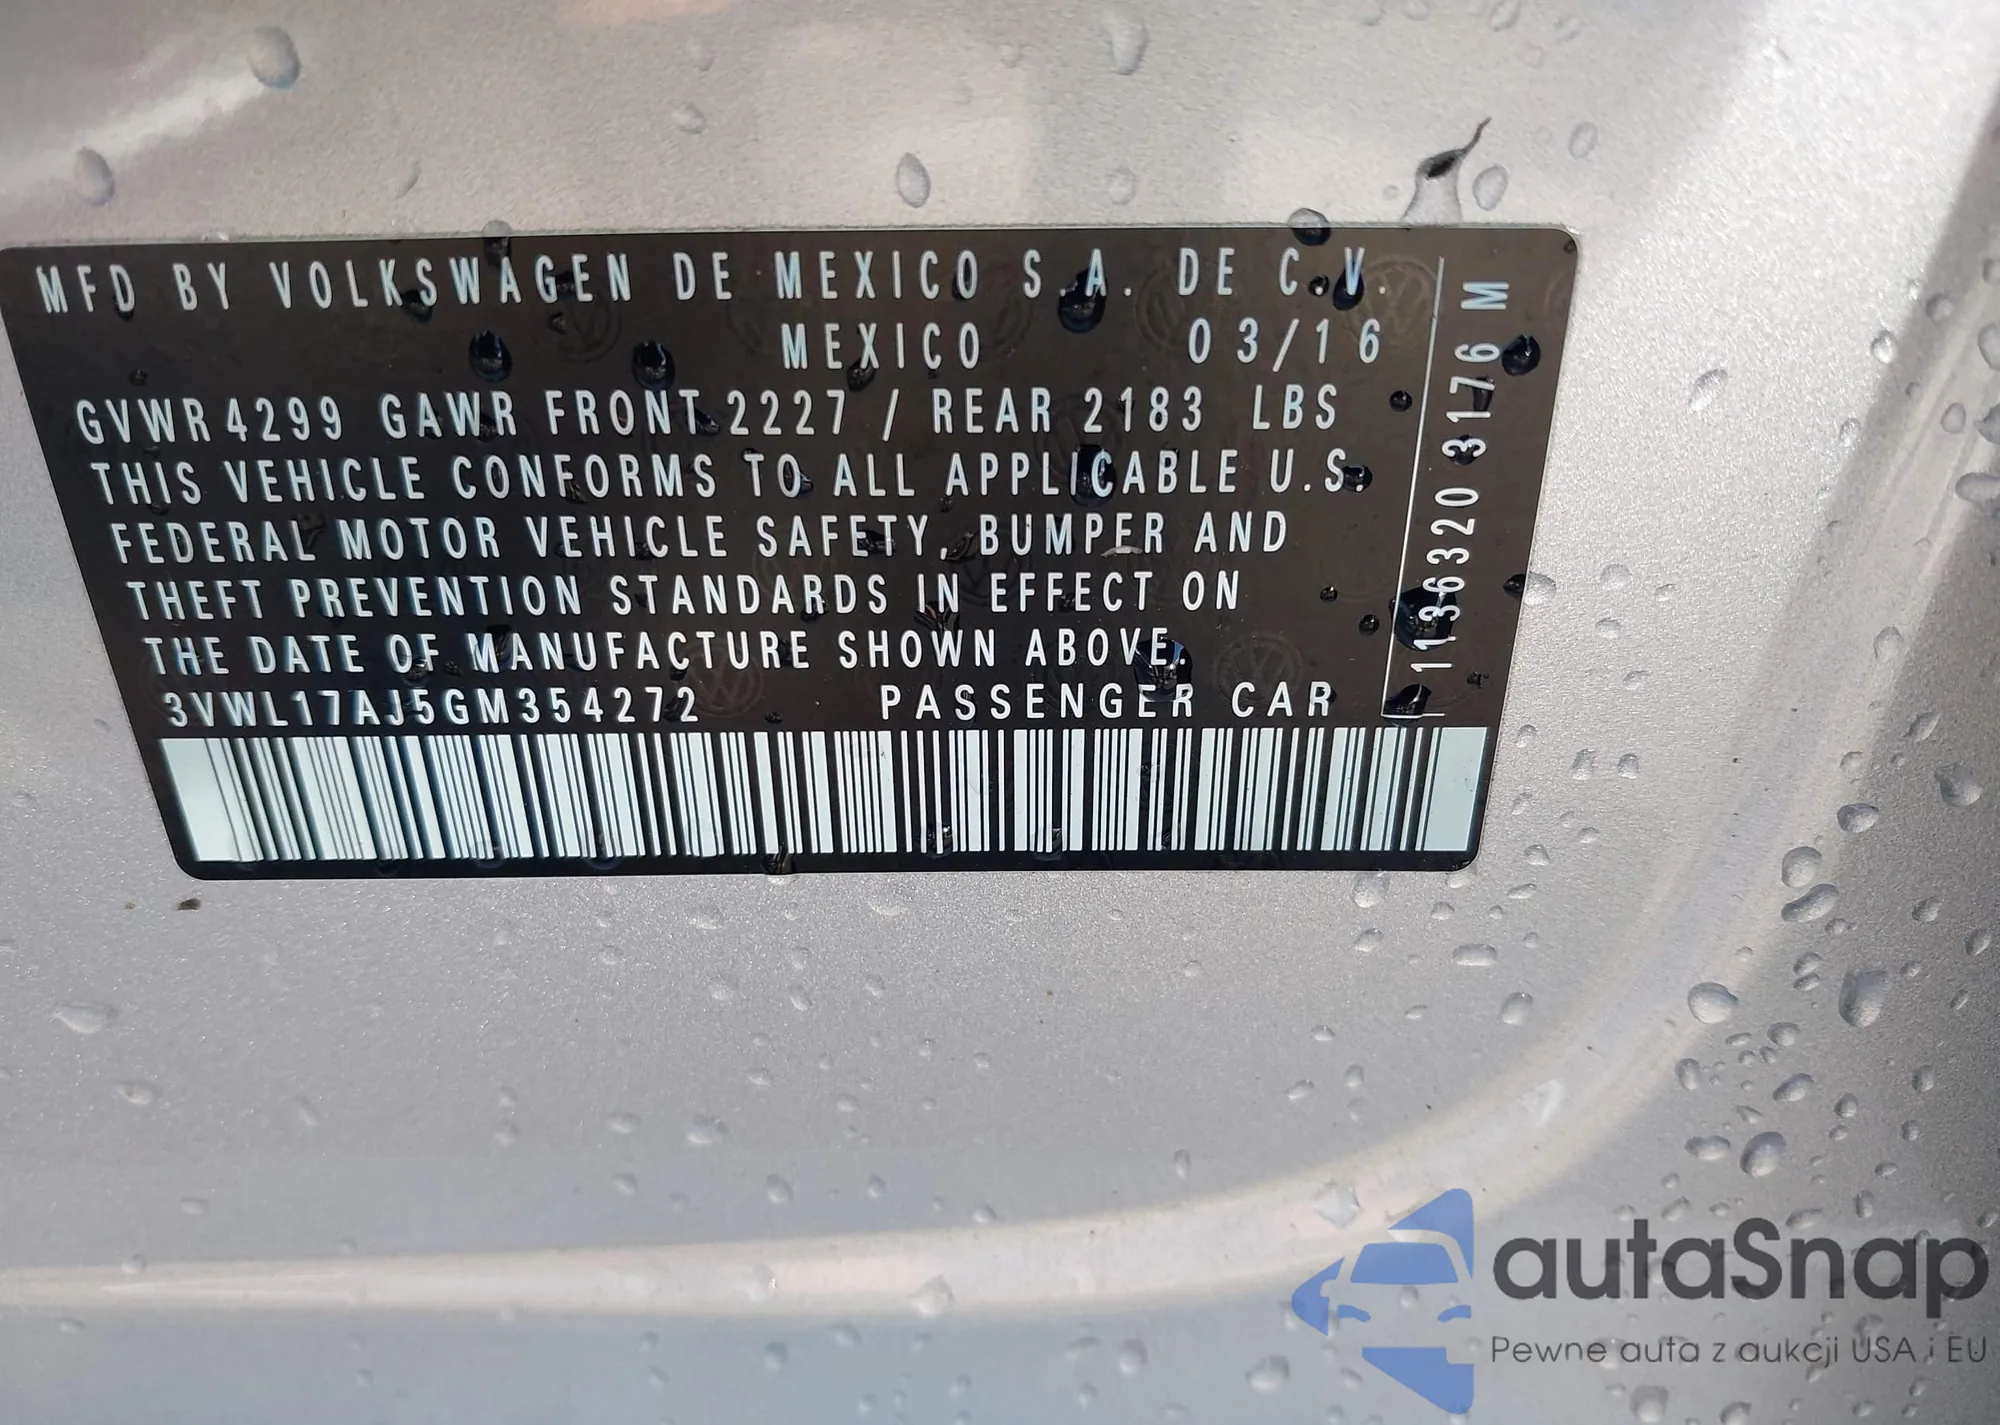 MFD BY VOLKSWAGEN DE MEXICO S.A. DE C.V.
MEXICO 03/16
GVWR 4299 GAWR FRONT 2227 / REAR 2183 LBS
THIS VEHICLE CONFORMS TO ALL APPLICABLE U.S.
FEDERAL MOTOR VEHICLE SAFETY, BUMPER AND
THEFT PREVENTION STANDARDS IN EFFECT ON
THE DATE OF MANUFACTURE SHOWN ABOVE.
3VWL17AJ5GM354272 PASSENGER CAR
1136320 3176 M
autaSnap
Pewne auta z aukcji USA i EU